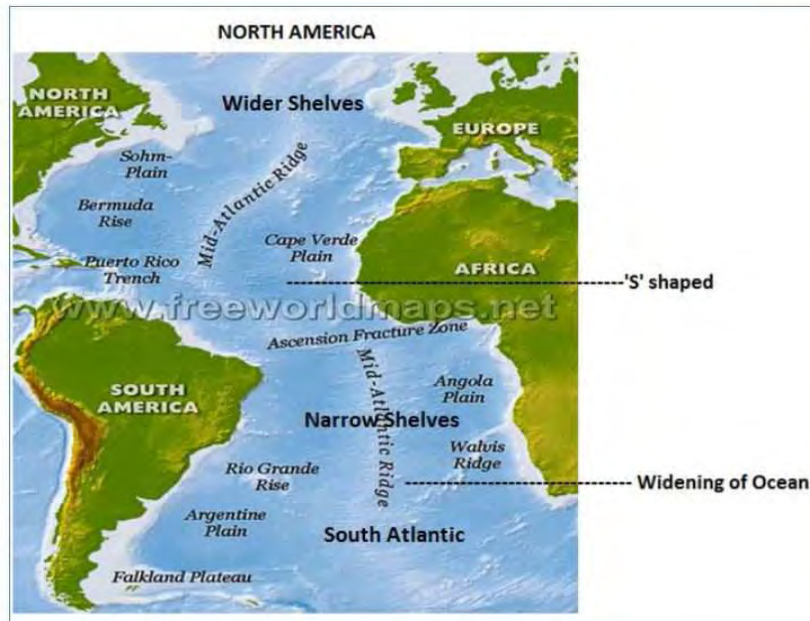 NORTH AMERICA
NORTH
AMERICA
Wider Shelves
EUROPE
Sohm-
Plain
Mid-Atlantic Ridge
Bermuda
Rise
Cape Verde
Plain
Puerto Rico
Trench
AFRICA
'S' shaped
www.freeworldmaps.net
Ascension Fracture Zone
Mid-Atlantic Ridge
SOUTH
AMERICA
Angola
Plain
Narrow Shelves
Walvis
Ridge
Rio Grande
Rise
Widening of Ocean
Argentine
Plain
South Atlantic
Falkland Plateau